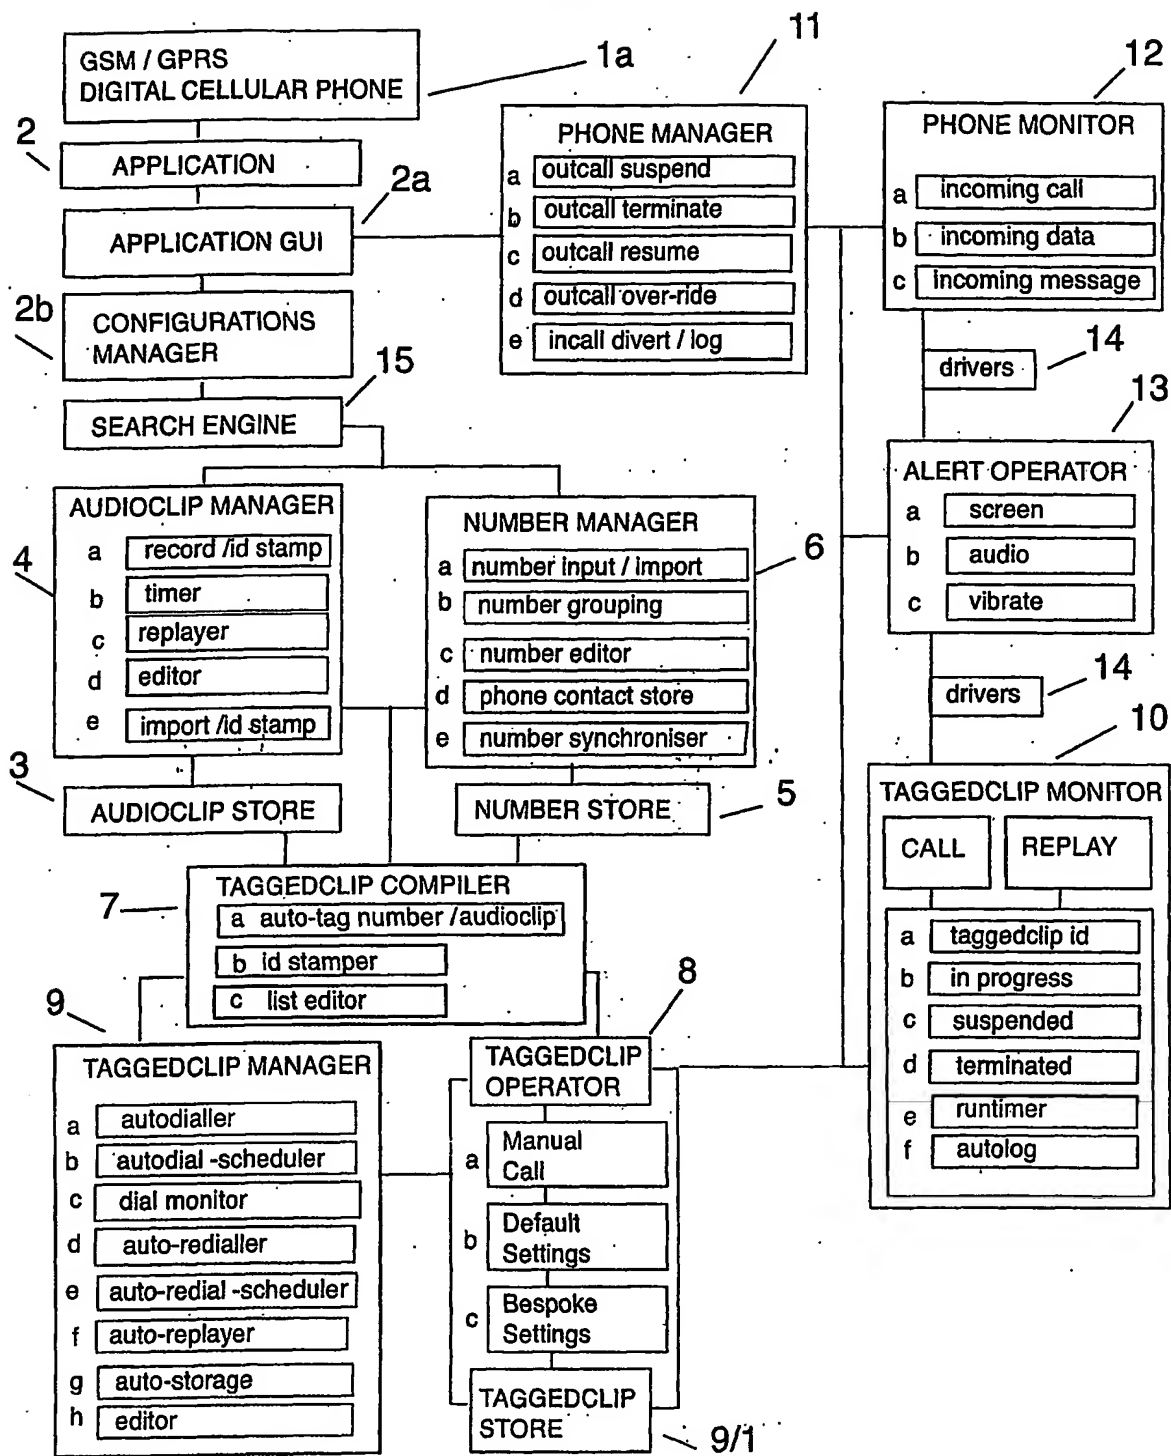 GSM / GPRS
DIGITAL CELLULAR PHONE
1a
2
APPLICATION
2a
APPLICATION GUI
2b
CONFIGURATIONS
MANAGER
15
SEARCH ENGINE
11
PHONE MANAGER
a outcall suspend
b outcall terminate
c outcall resume
d outcall over-ride
e incall divert / log
12
PHONE MONITOR
a incoming call
b incoming data
c incoming message
drivers
14
13
ALERT OPERATOR
a screen
b audio
c vibrate
drivers
14
4
AUDIOCLIP MANAGER
a record /id stamp
b timer
c replayer
d editor
e import /id stamp
6
NUMBER MANAGER
a number input / import
b number grouping
c number editor
d phone contact store
e number synchroniser
3
AUDIOCLIP STORE
5
NUMBER STORE
10
TAGGEDCLIP MONITOR
CALL
REPLAY
a taggedclip id
b in progress
c suspended
d terminated
e runtimer
f autolog
7
TAGGEDCLIP COMPILER
a auto-tag number /audioclip
b id stamper
c list editor
9
TAGGEDCLIP MANAGER
a autodialler
b autodial -scheduler
c dial monitor
d auto-redialler
e auto-redial -scheduler
f auto-replayer
g auto-storage
h editor
8
TAGGEDCLIP
OPERATOR
a Manual
Call
b Default
Settings
c Bespoke
Settings
TAGGEDCLIP
STORE
9/1